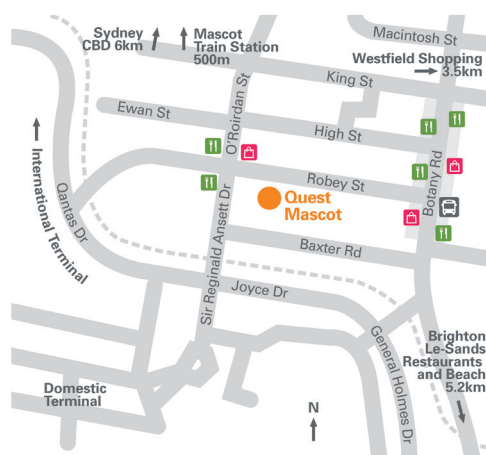 Sydney
CBD 6km
Mascot
Train Station
500m
Macintosh St
Westfield Shopping
3.5km
King St
Ewan St
High St
O'Roirdan St
Botany Rd
Robey St
Quest
Mascot
International Terminal
Qantas Dr
Sir Reginald Ansett Dr
Baxter Rd
Joyce Dr
General Holmes Dr
Brighton
Le-Sands
Restaurants
and Beach
5.2km
Domestic
Terminal
N